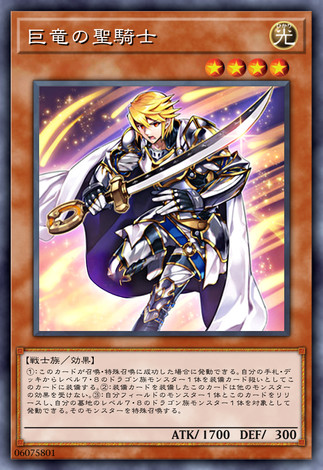 巨竜の聖騎士
光
【戦士族／効果】
①：このカードが召喚・特殊召喚に成功した場合に発動できる。自分の手札・デ
ッキからレベル７・８のドラゴン族モンスター１体を装備カード扱いとしてこ
のカードに装備する。②：装備カードを装備したこのカードは他のモンスター
の効果を受けない。③：自分フィールドのモンスター１体とこのカードをリリ
ースし、自分の墓地のレベル７・８のドラゴン族モンスター１体を対象として
発動できる。そのモンスターを特殊召喚する。
ATK/ 1700 DEF/ 300
06075801